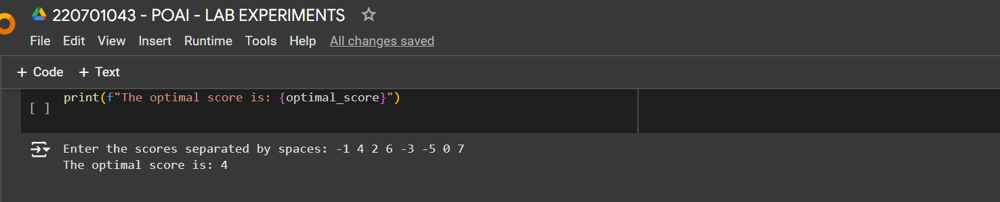 220701043 - POAI - LAB EXPERIMENTS
File Edit View Insert Runtime Tools Help All changes saved
+ Code + Text
[ ] print(f"The optimal score is: {optimal_score}")
Enter the scores separated by spaces: -1 4 2 6 -3 -5 0 7
The optimal score is: 4